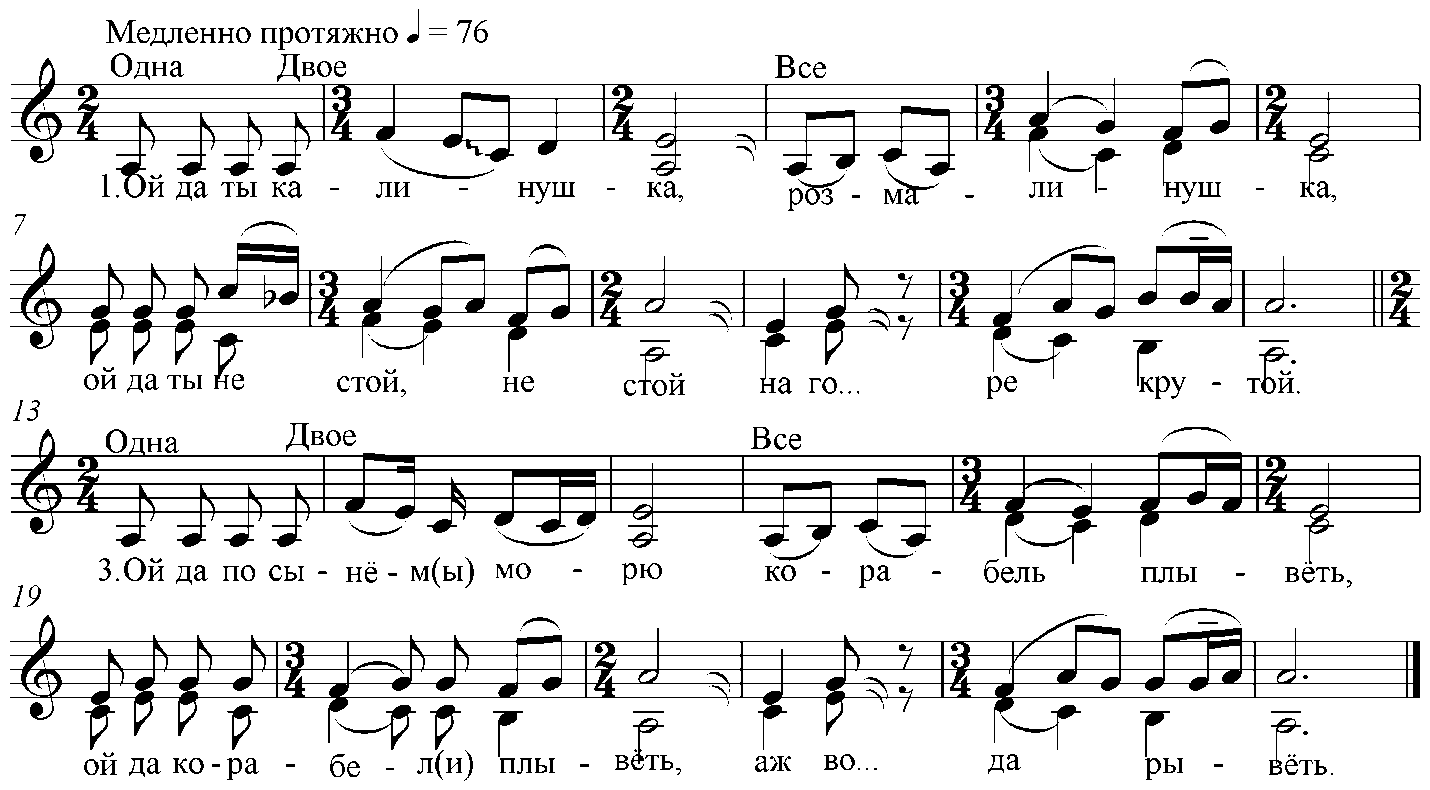 Медленно протяжно ♩ = 76
Одна Двое Все
1.Ой да ты ка - ли - нуш - ка, роз - ма - ли - нуш - ка,
7
ой да ты не стой, не стой на го... ре кру - той.
13
Одна Двое Все
3.Ой да по сы - нё - м(ы) мо - рю ко - ра - бель плы - вёть,
19
ой да ко - ра - бе - л(и) плы - вёть, аж во... да ры - вёть.